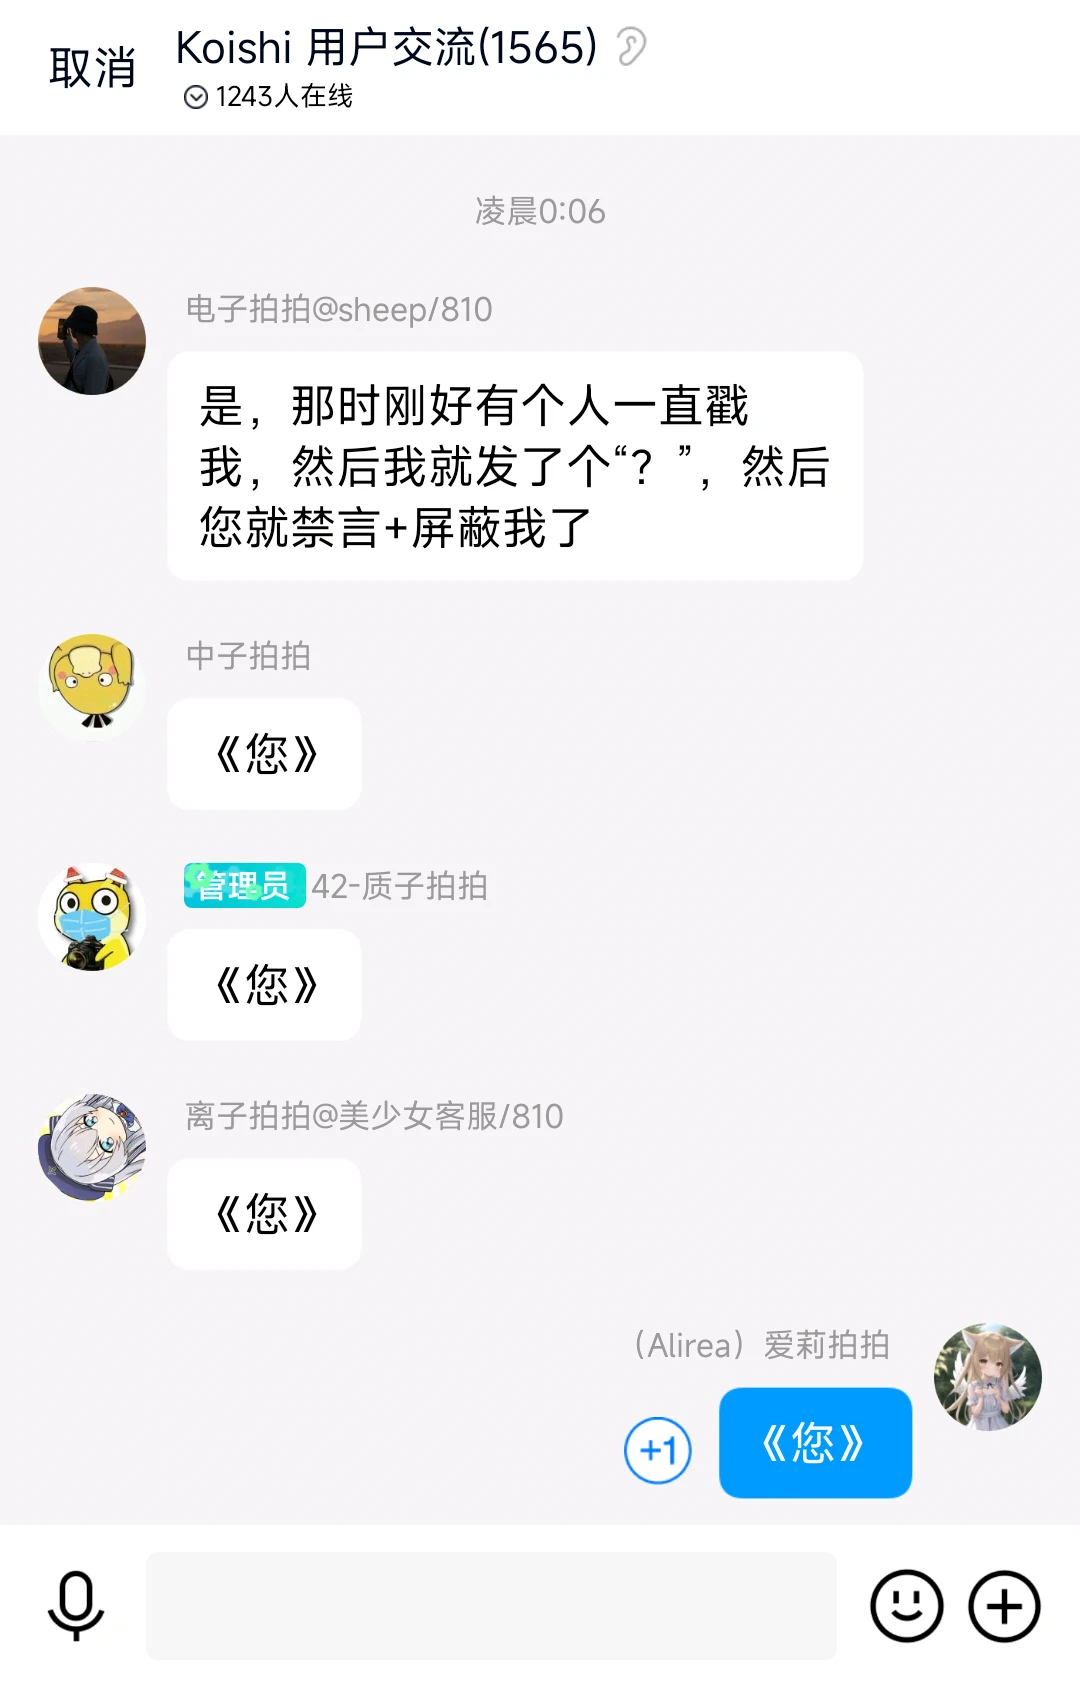 取消
Koishi 用户交流(1565)
1243人在线
凌晨0:06
电子拍拍@sheep/810
是，那时刚好有个人一直戳
我，然后我就发了个“？”，然后
您就禁言+屏蔽我了
中子拍拍
《您》
管理员 42-质子拍拍
《您》
离子拍拍@美少女客服/810
《您》
（Alirea）爱莉拍拍
+1 《您》